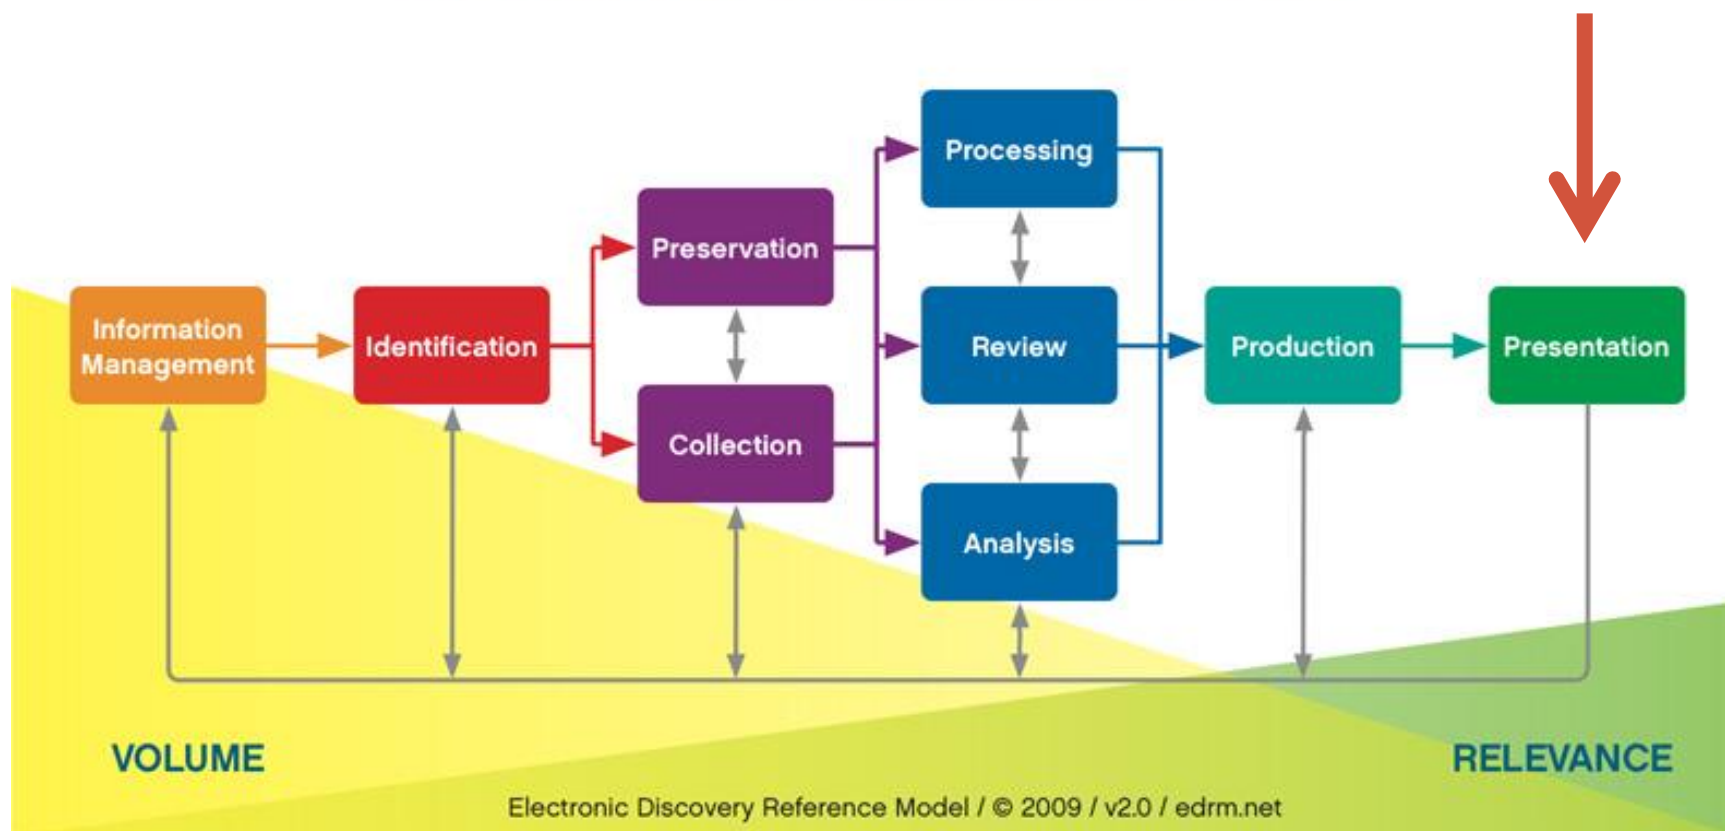 Information
Management
Identification
Preservation
Collection
Processing
Review
Analysis
Production
Presentation
VOLUME
RELEVANCE
Electronic Discovery Reference Model / © 2009 / v2.0 / edrm.net